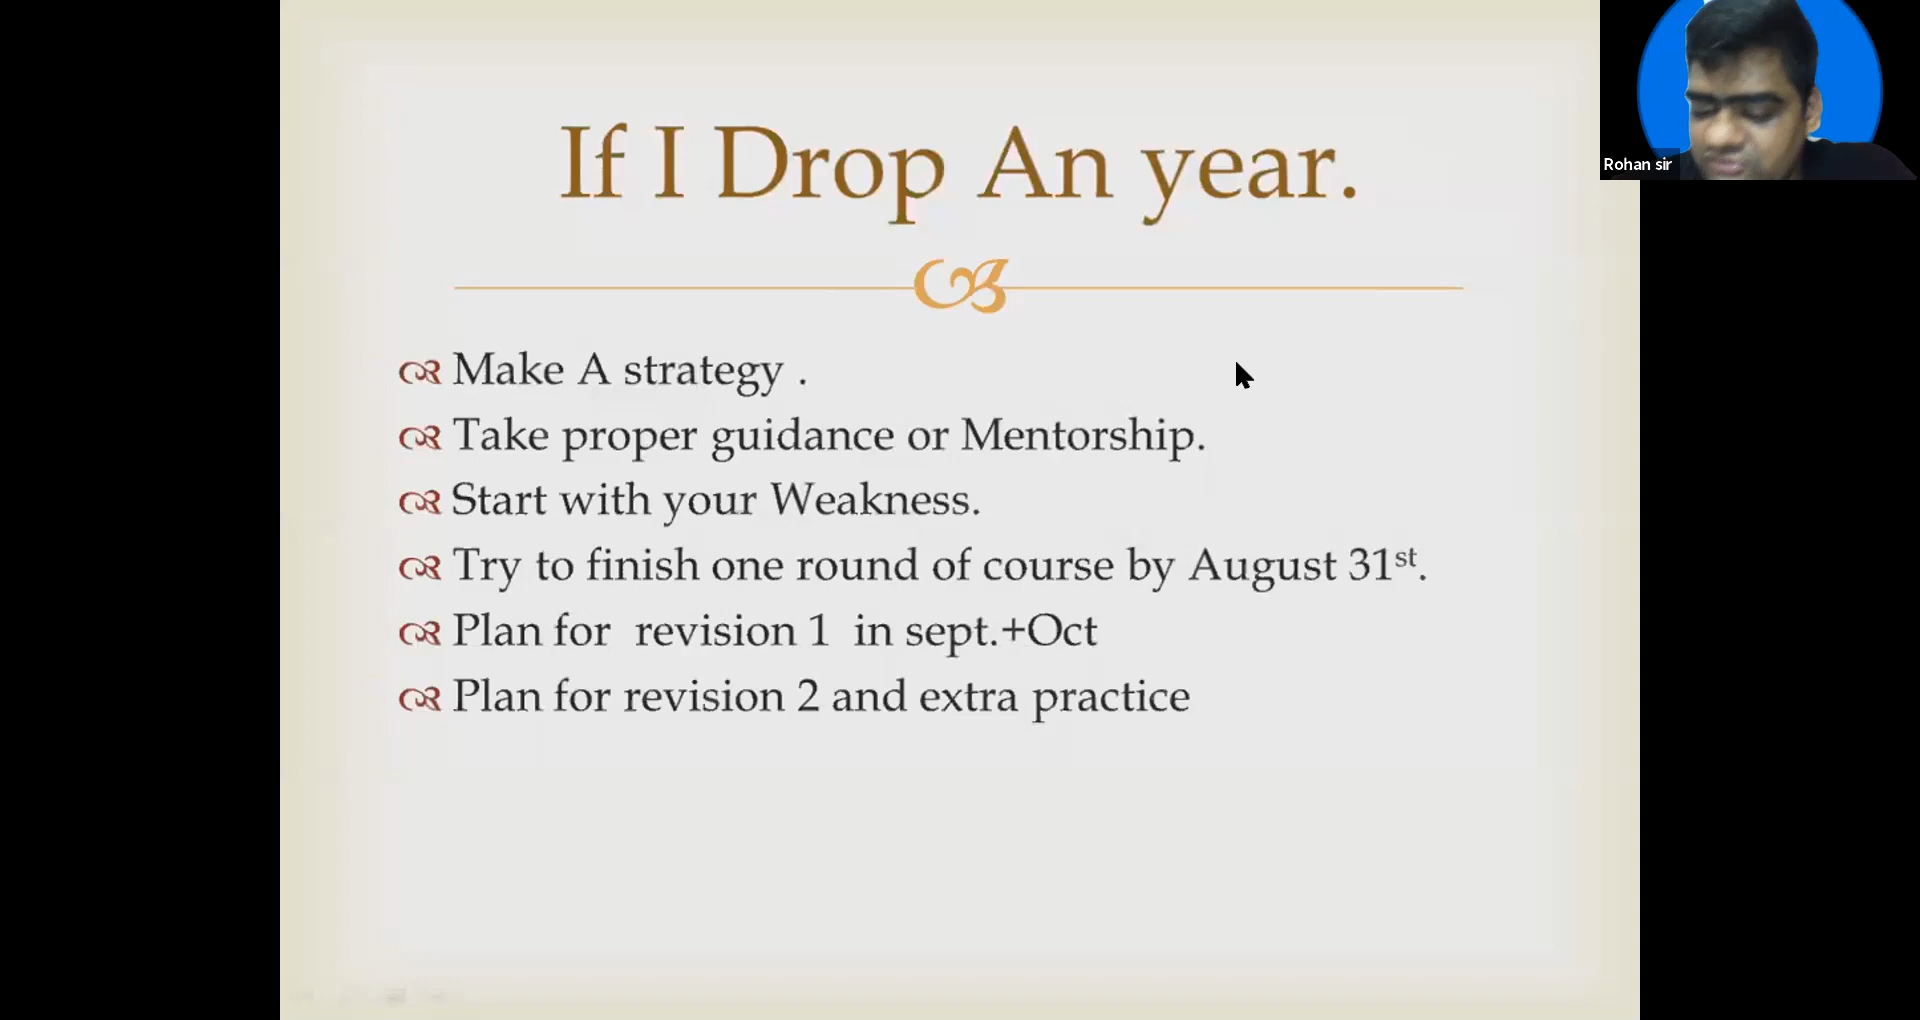 If I Drop An year.
Make A strategy .
Take proper guidance or Mentorship.
Start with your Weakness.
Try to finish one round of course by August 31st.
Plan for revision 1 in sept.+Oct
Plan for revision 2 and extra practice
Rohan sir